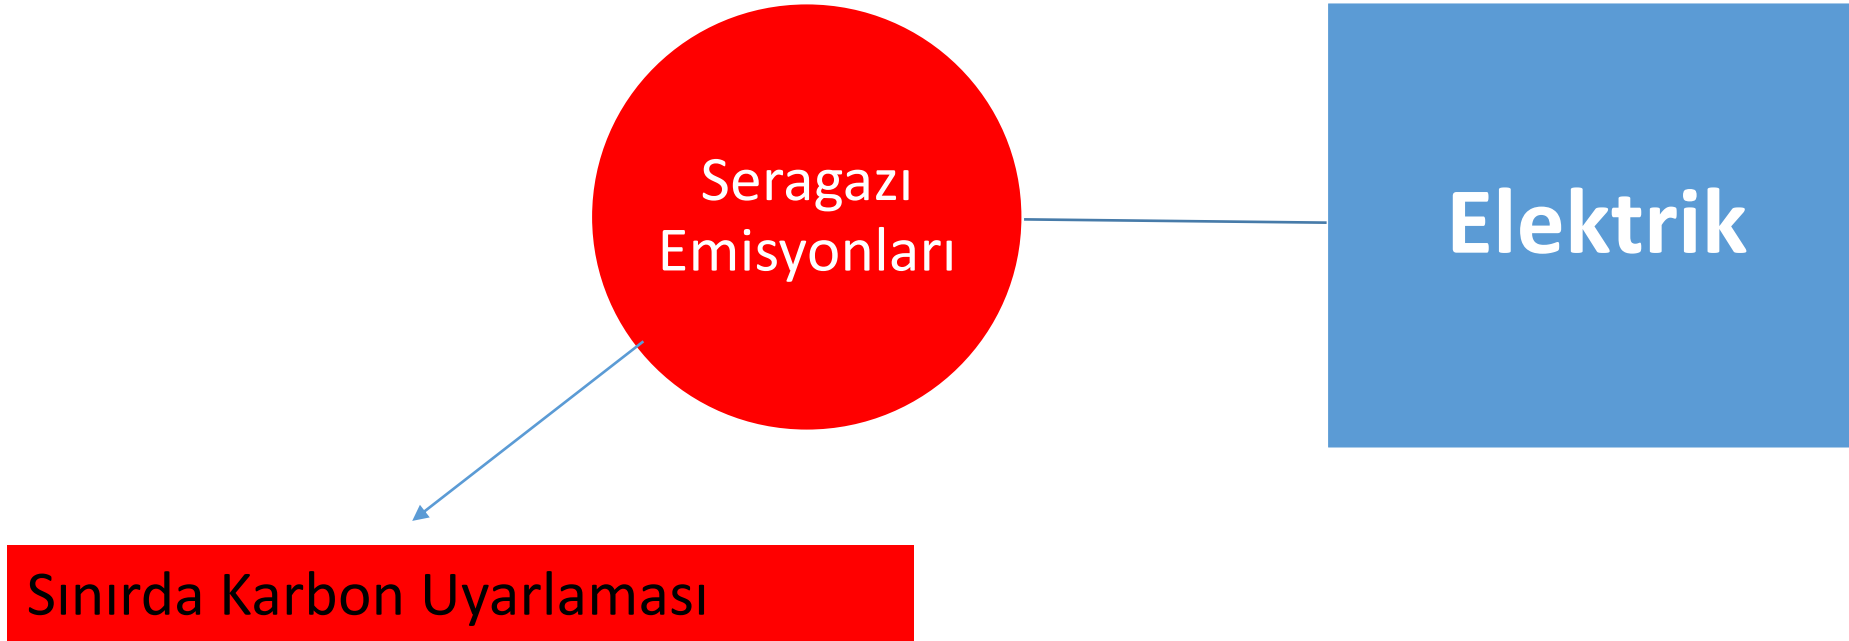 Seragazı
Emisyonları
Elektrik
Sınırda Karbon Uyarlaması